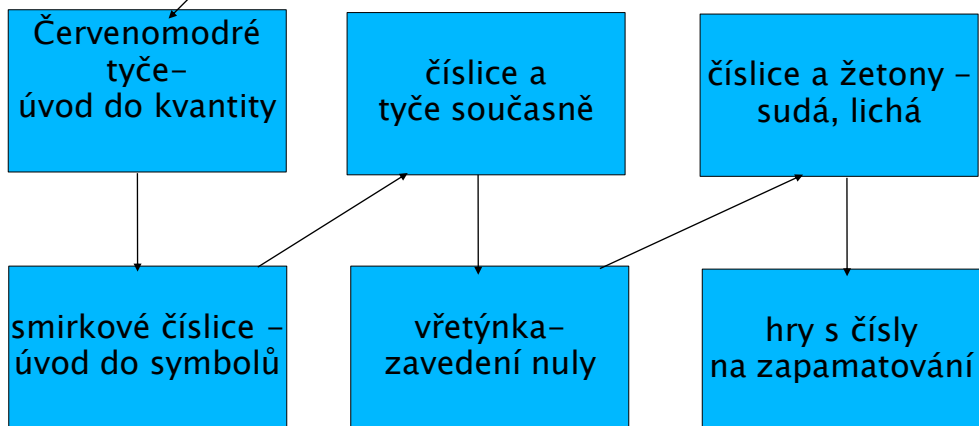 Červenomodré
tyče–
úvod do kvantity
smirkové číslice –
úvod do symbolů
číslice a
tyče současně
vřetýnka–
zavedení nuly
číslice a žetony –
sudá, lichá
hry s čísly
na zapamatování